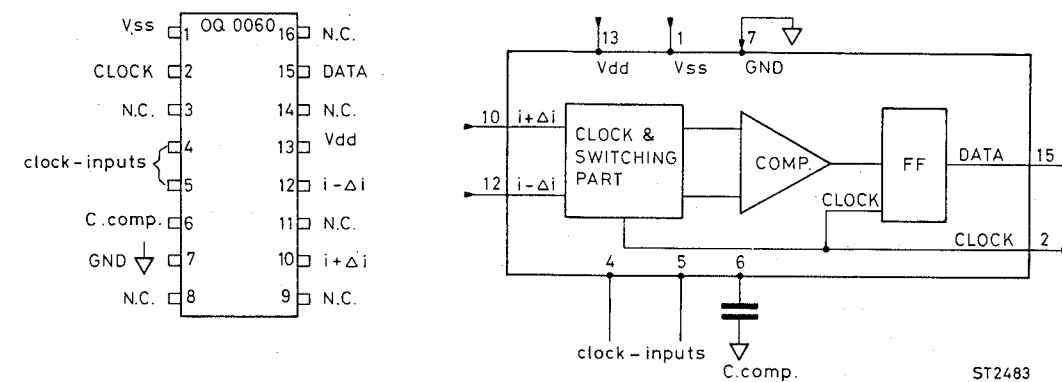 OQ 0060
Vss 1
16 N.C.
CLOCK 2
15 DATA
N.C. 3
14 N.C.
clock-inputs
4
13 Vdd
5
12 i-Δi
C.comp. 6
11 N.C.
GND 7
10 i+Δi
N.C. 8
9 N.C.
13
1
7
Vdd
Vss
GND
10 i+Δi
12 i-Δi
CLOCK &
SWITCHING
PART
COMP.
FF
DATA 15
CLOCK
CLOCK 2
4
5
6
clock-inputs
C.comp.
ST2483